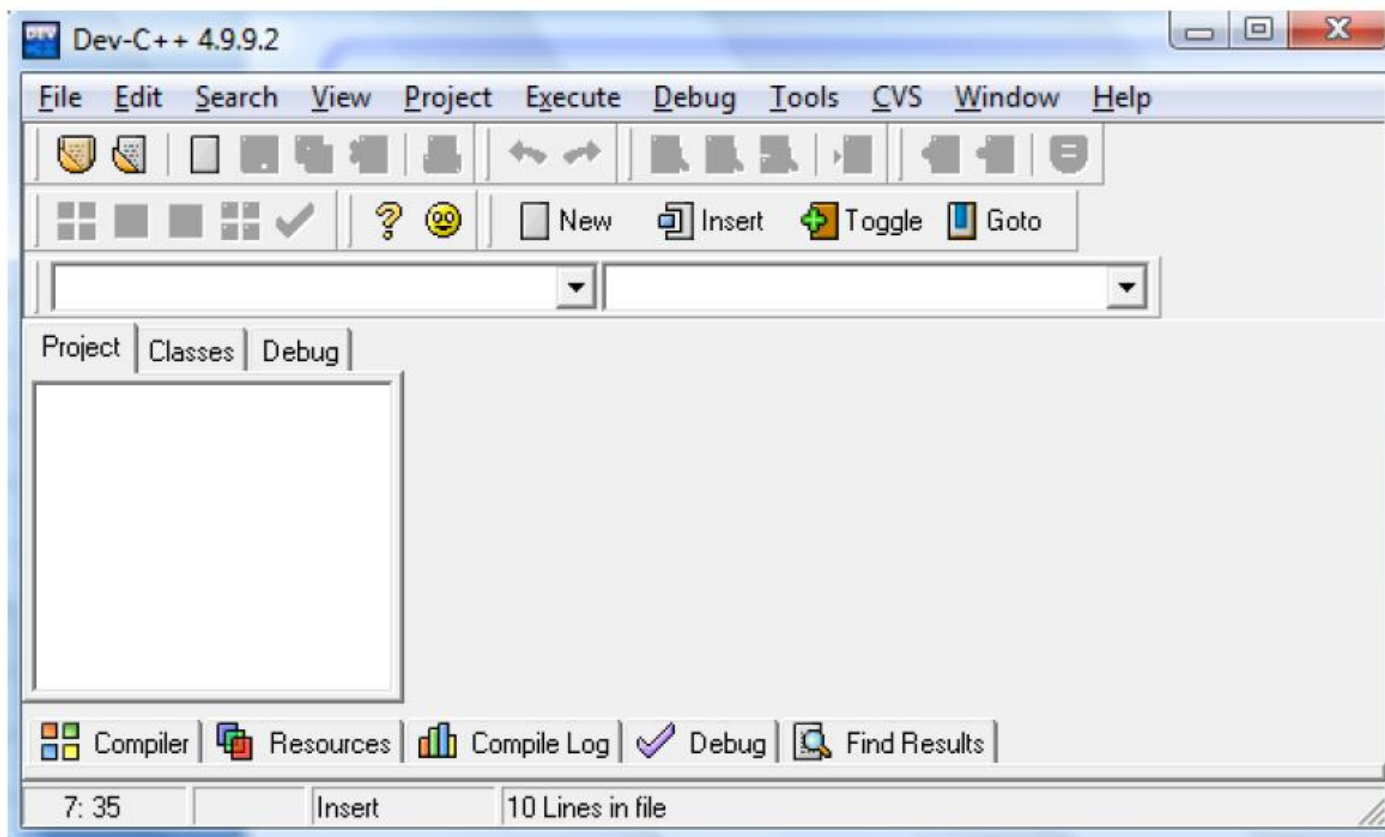 Dev-C++ 4.9.9.2
File Edit Search View Project Execute Debug Tools CVS Window Help
New Insert Toggle Goto
Project Classes Debug
Compiler Resources Compile Log Debug Find Results
7: 35 Insert 10 Lines in file